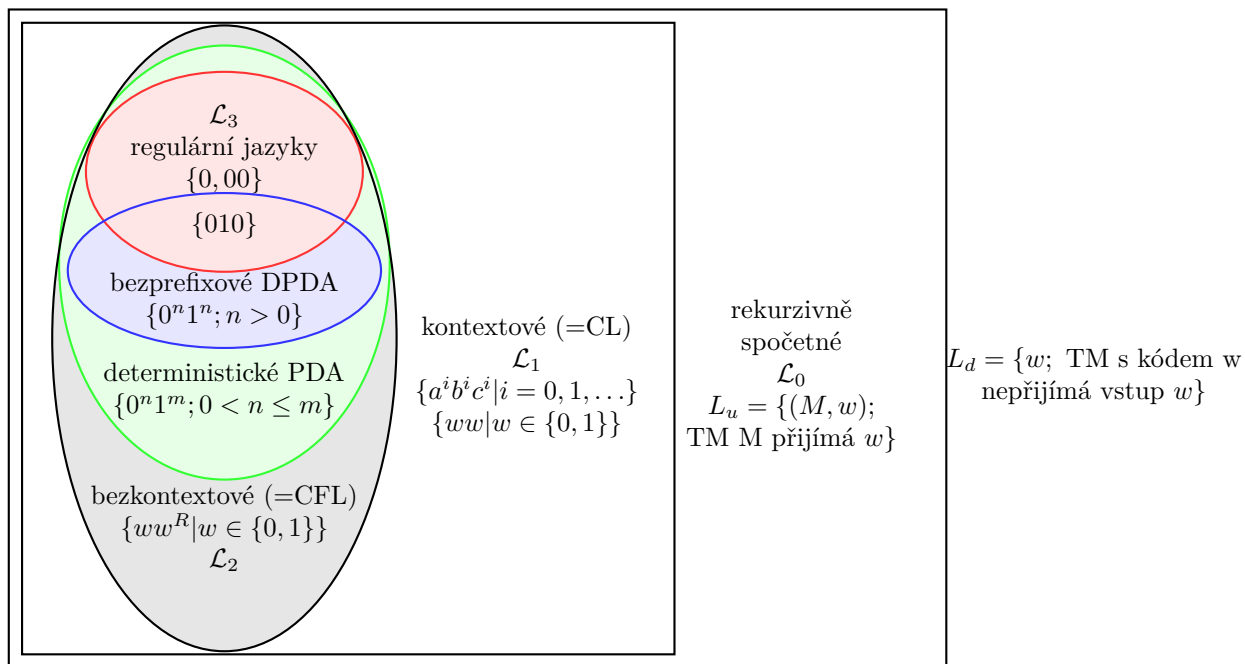 𝓛₃
regulární jazyky
{0, 00}
{010}
bezprefixové DPDA
{0ⁿ1ⁿ; n > 0}
deterministické PDA
{0ⁿ1ᵐ; 0 < n ≤ m}
bezkontextové (=CFL)
{wwᴿ|w ∈ {0, 1}}
𝓛₂
kontextové (=CL)
𝓛₁
{aⁱbⁱcⁱ|i = 0, 1, …}
{ww|w ∈ {0, 1}}
rekurzivně
spočetné
𝓛₀
L_u = {(M, w);
TM M přijímá w}
L_d = {w; TM s kódem w
nepřijímá vstup w}